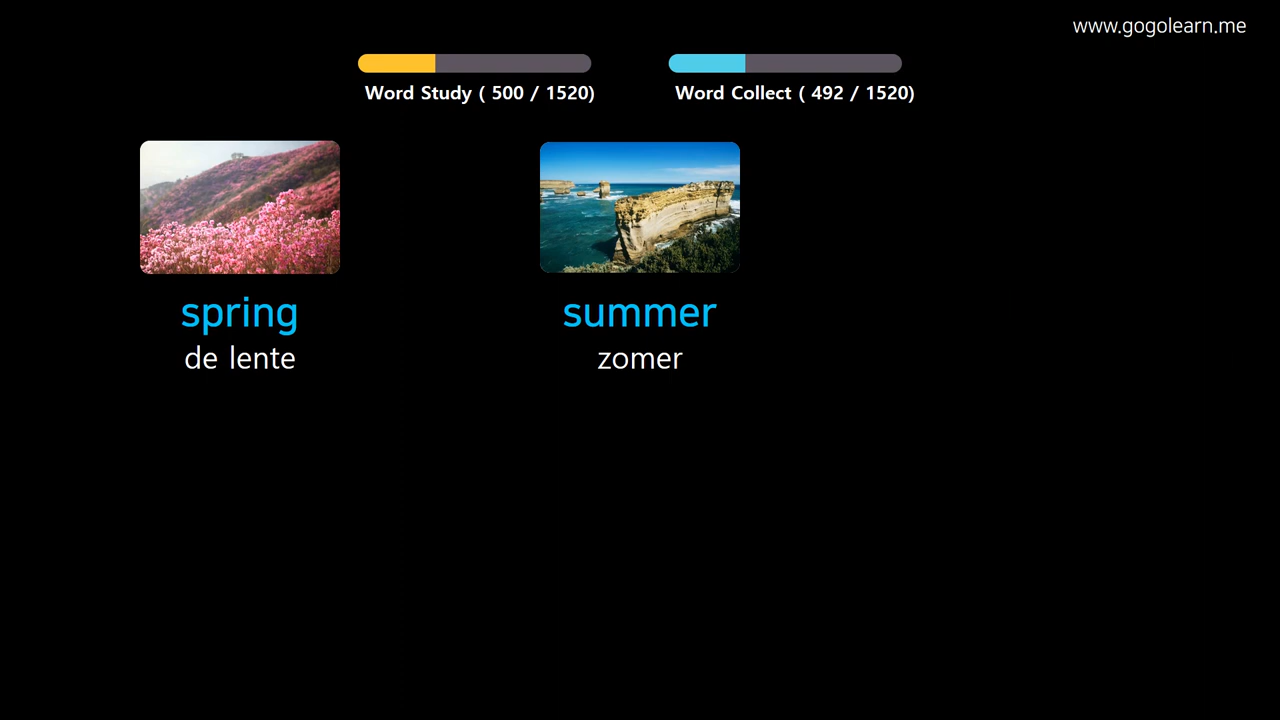 www.gogolearn.me
Word Study ( 500 / 1520)
Word Collect ( 492 / 1520)
spring
de lente
summer
zomer